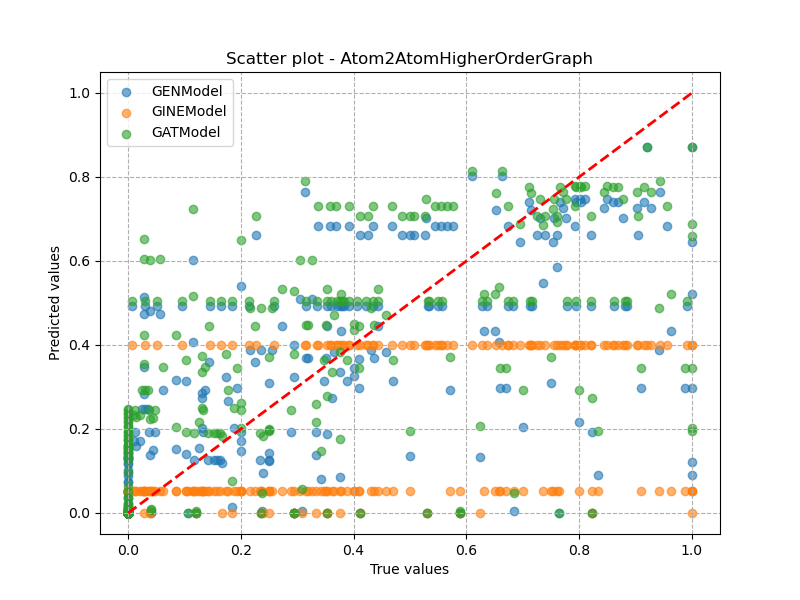 Scatter plot - Atom2AtomHigherOrderGraph
GENModel
GINEModel
GATModel
1.0
0.8
0.6
0.4
0.2
0.0
Predicted values
0.0 0.2 0.4 0.6 0.8 1.0
True values